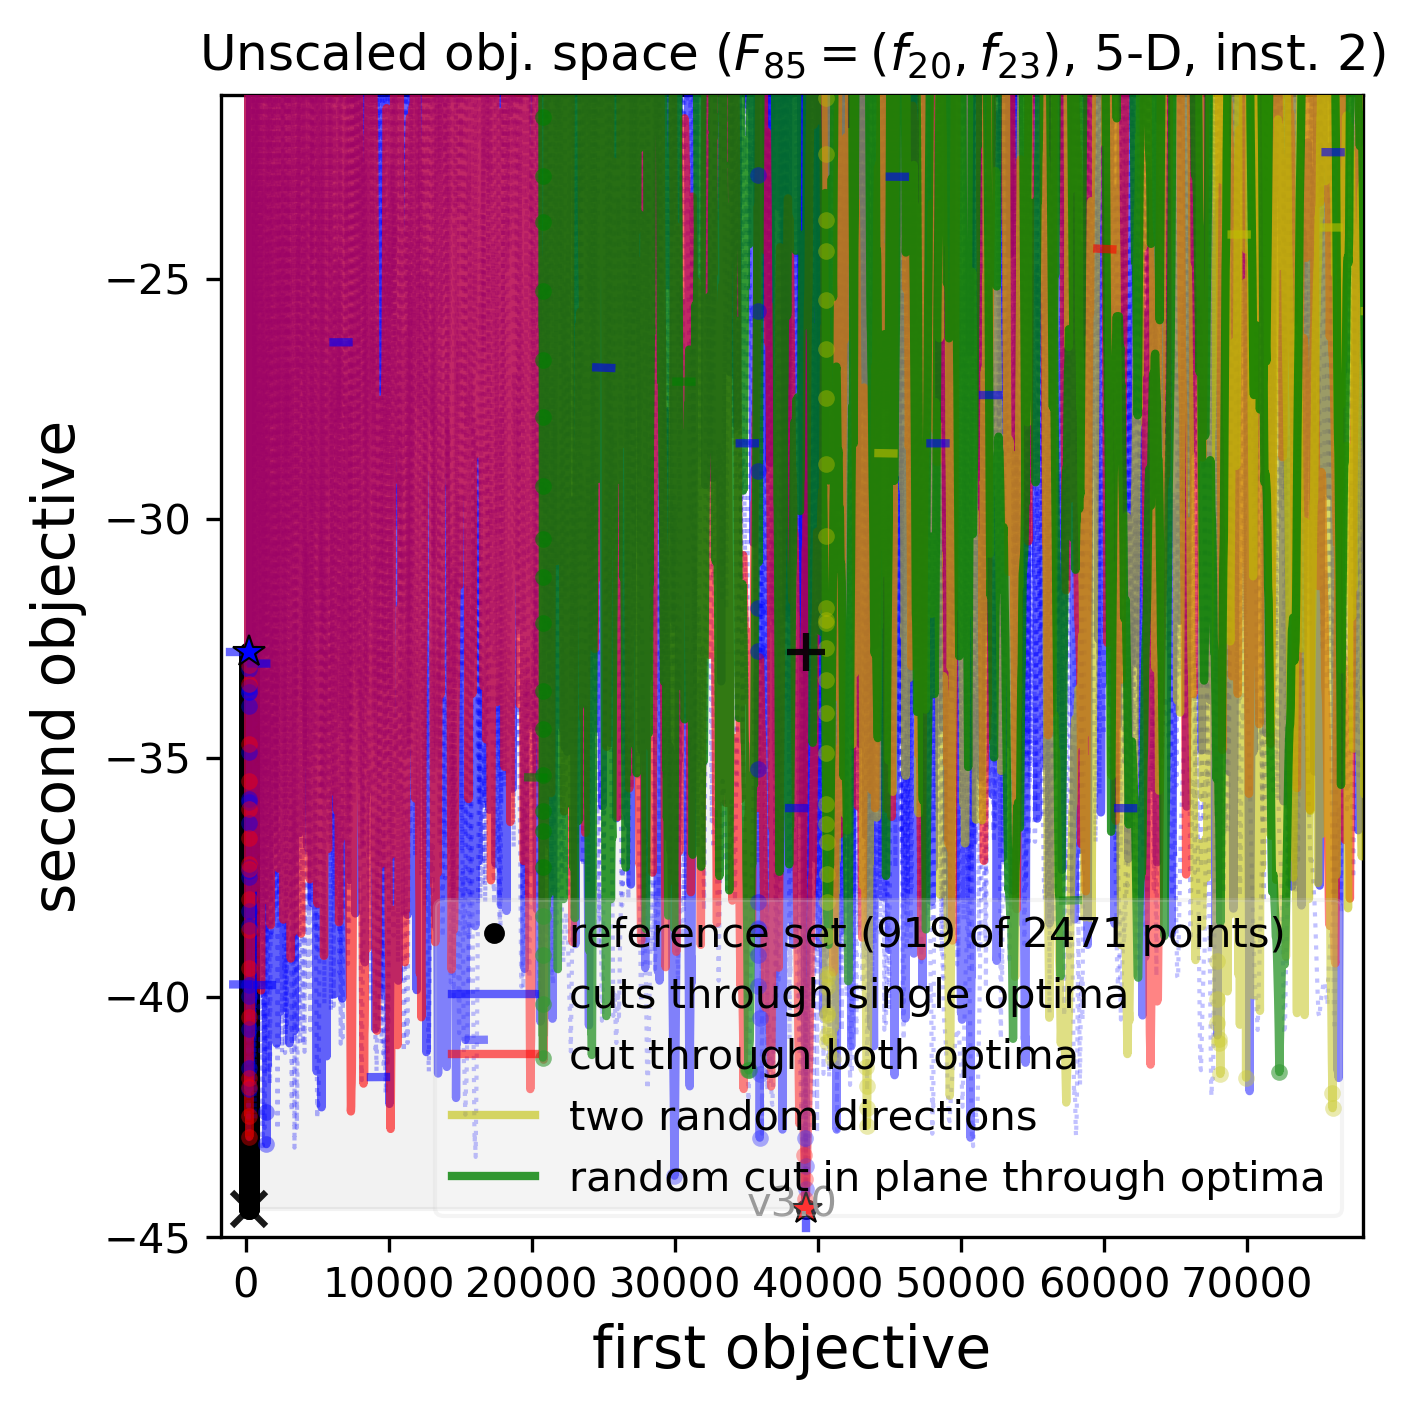 Unscaled obj. space (F₈₅ = (f₂₀, f₂₃), 5-D, inst. 2)
second objective
−25
−30
−35
−40
−45
reference set (919 of 2471 points)
cuts through single optima
cut through both optima
two random directions
random cut in plane through optima
v3.0
0 10000 20000 30000 40000 50000 60000 70000
first objective